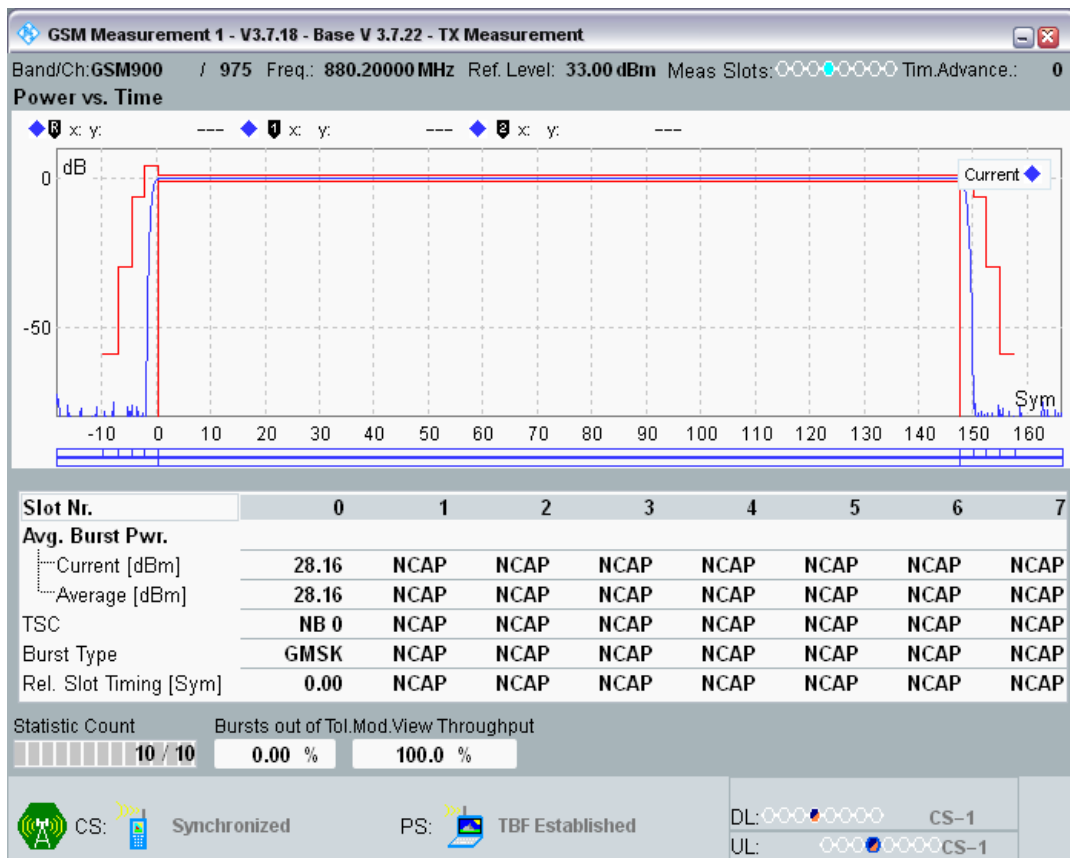 GSM Measurement 1 - V3.7.18 - Base V 3.7.22 - TX Measurement
Band/Ch:GSM900 / 975 Freq.: 880.20000 MHz Ref. Level: 33.00 dBm Meas Slots: Tim.Advance.: 0
Power vs. Time
R x: y: --- 1 x: y: --- 2 x: y: ---
dB
Current
0
-50
Sym
-10 0 10 20 30 40 50 60 70 80 90 100 110 120 130 140 150 160
Slot Nr. 0 1 2 3 4 5 6 7
Avg. Burst Pwr.
Current [dBm] 28.16 NCAP NCAP NCAP NCAP NCAP NCAP NCAP
Average [dBm] 28.16 NCAP NCAP NCAP NCAP NCAP NCAP NCAP
TSC NB 0 NCAP NCAP NCAP NCAP NCAP NCAP NCAP
Burst Type GMSK NCAP NCAP NCAP NCAP NCAP NCAP NCAP
Rel. Slot Timing [Sym] 0.00 NCAP NCAP NCAP NCAP NCAP NCAP NCAP
Statistic Count Bursts out of Tol.Mod.View Throughput
10 / 10 0.00 % 100.0 %
CS: Synchronized PS: TBF Established
DL: CS-1
UL: CS-1